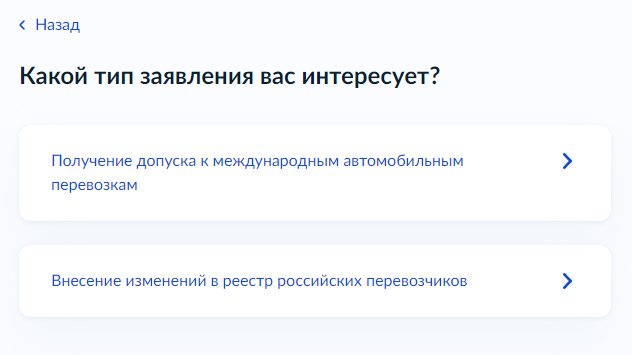 Назад
Какой тип заявления вас интересует?
Получение допуска к международным автомобильным
перевозкам
Внесение изменений в реестр российских перевозчиков